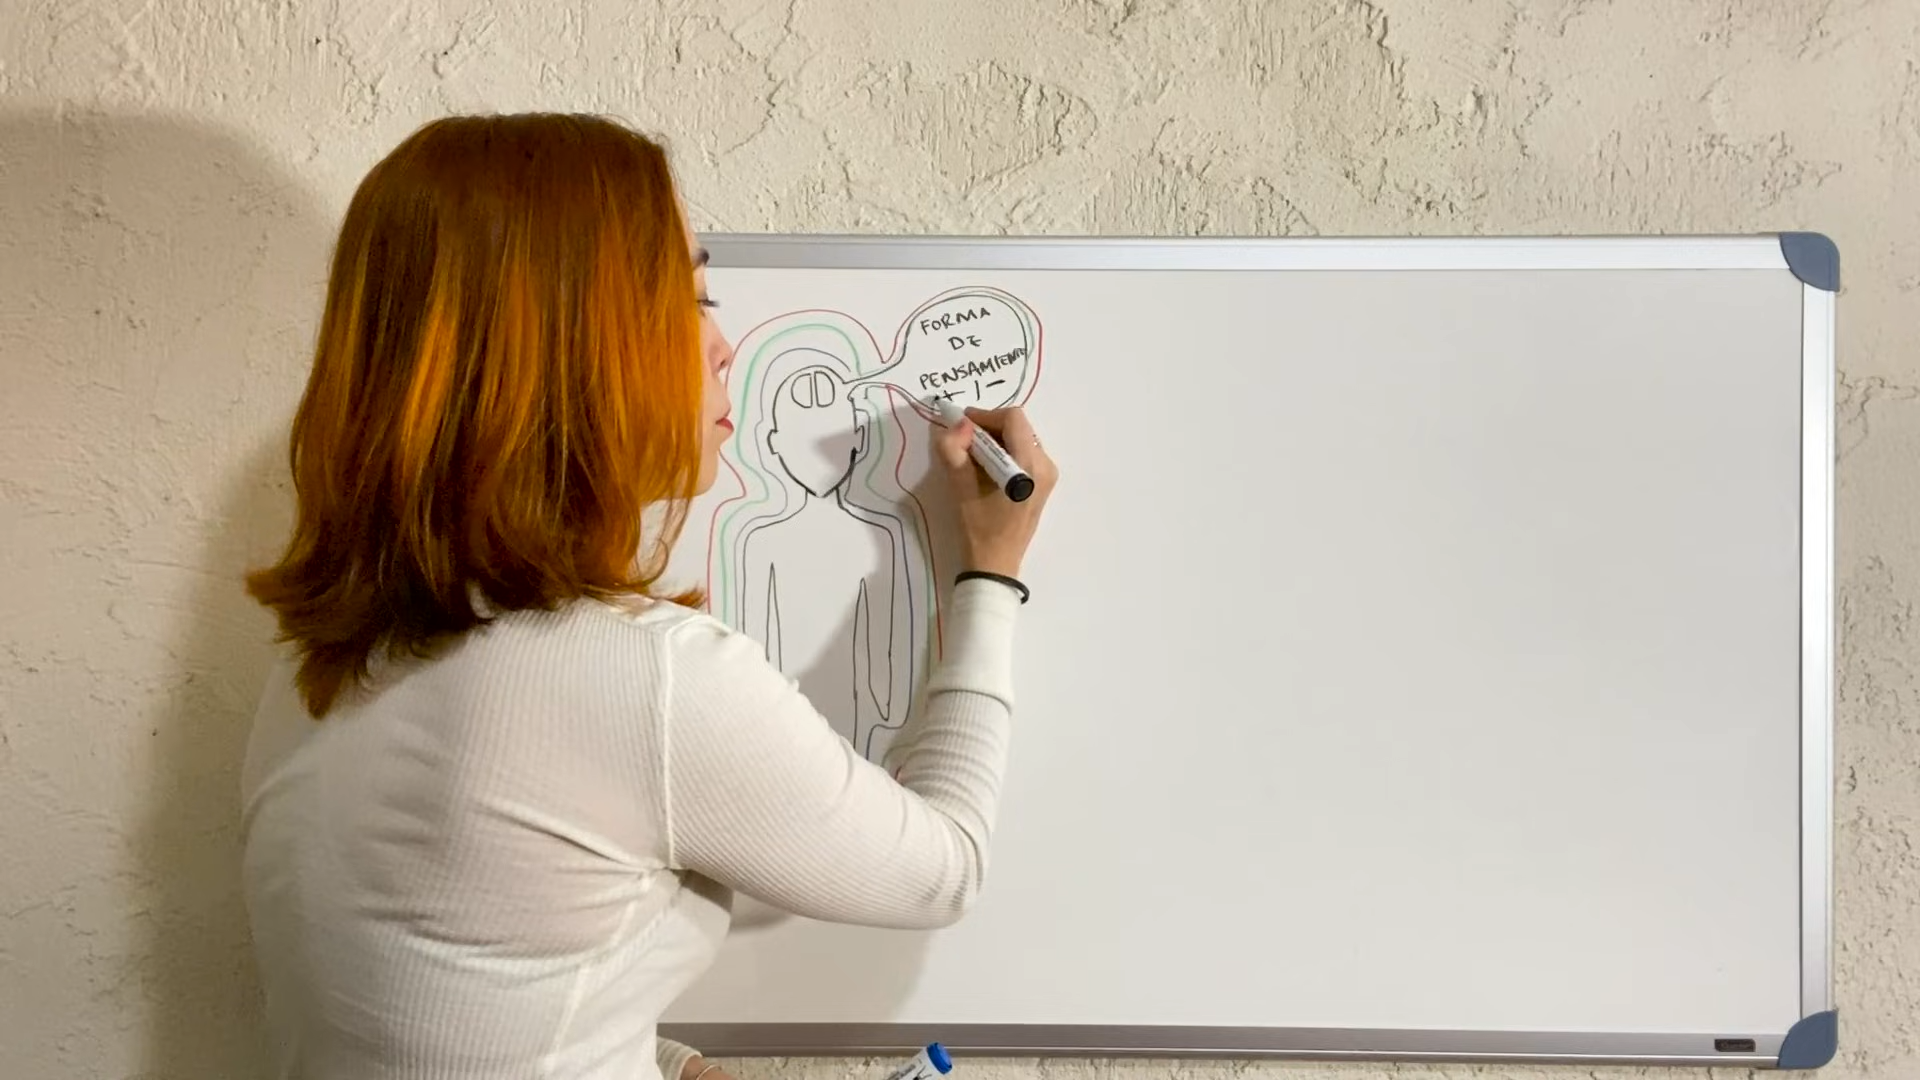 FORMA
DE
PENSAMIENTO
+ / -